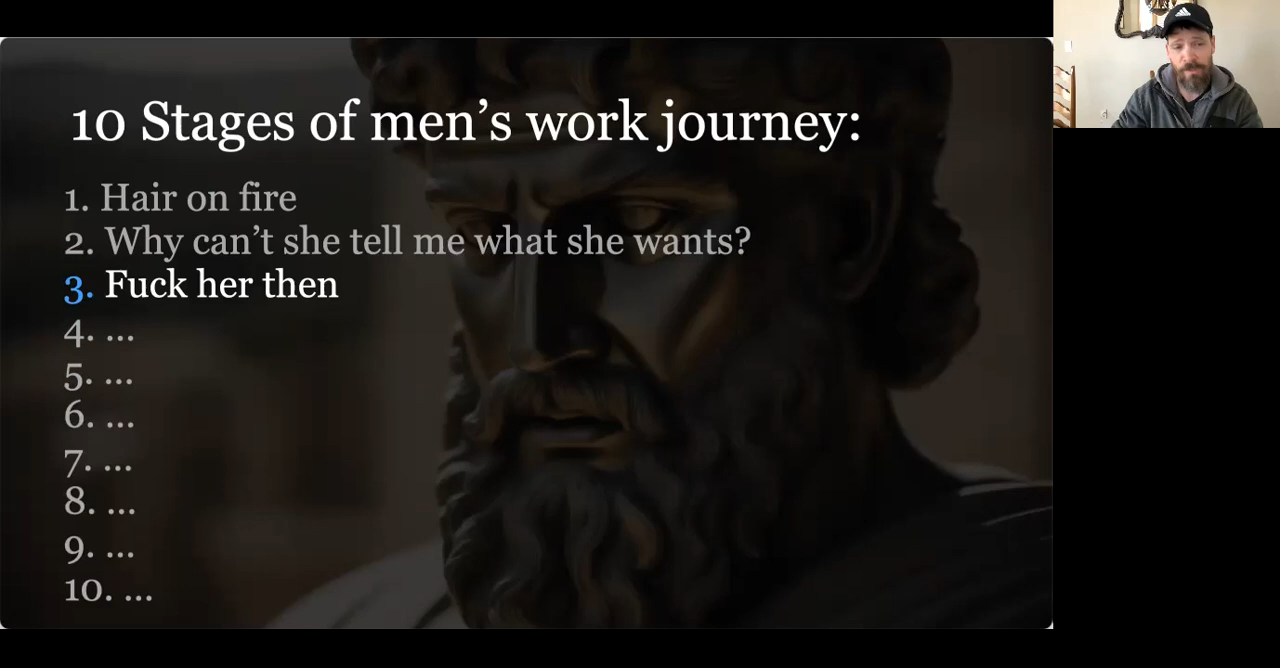 10 Stages of men’s work journey:
1. Hair on fire
2. Why can’t she tell me what she wants?
3. Fuck her then
4. ...
5. ...
6. ...
7. ...
8. ...
9. ...
10. ...